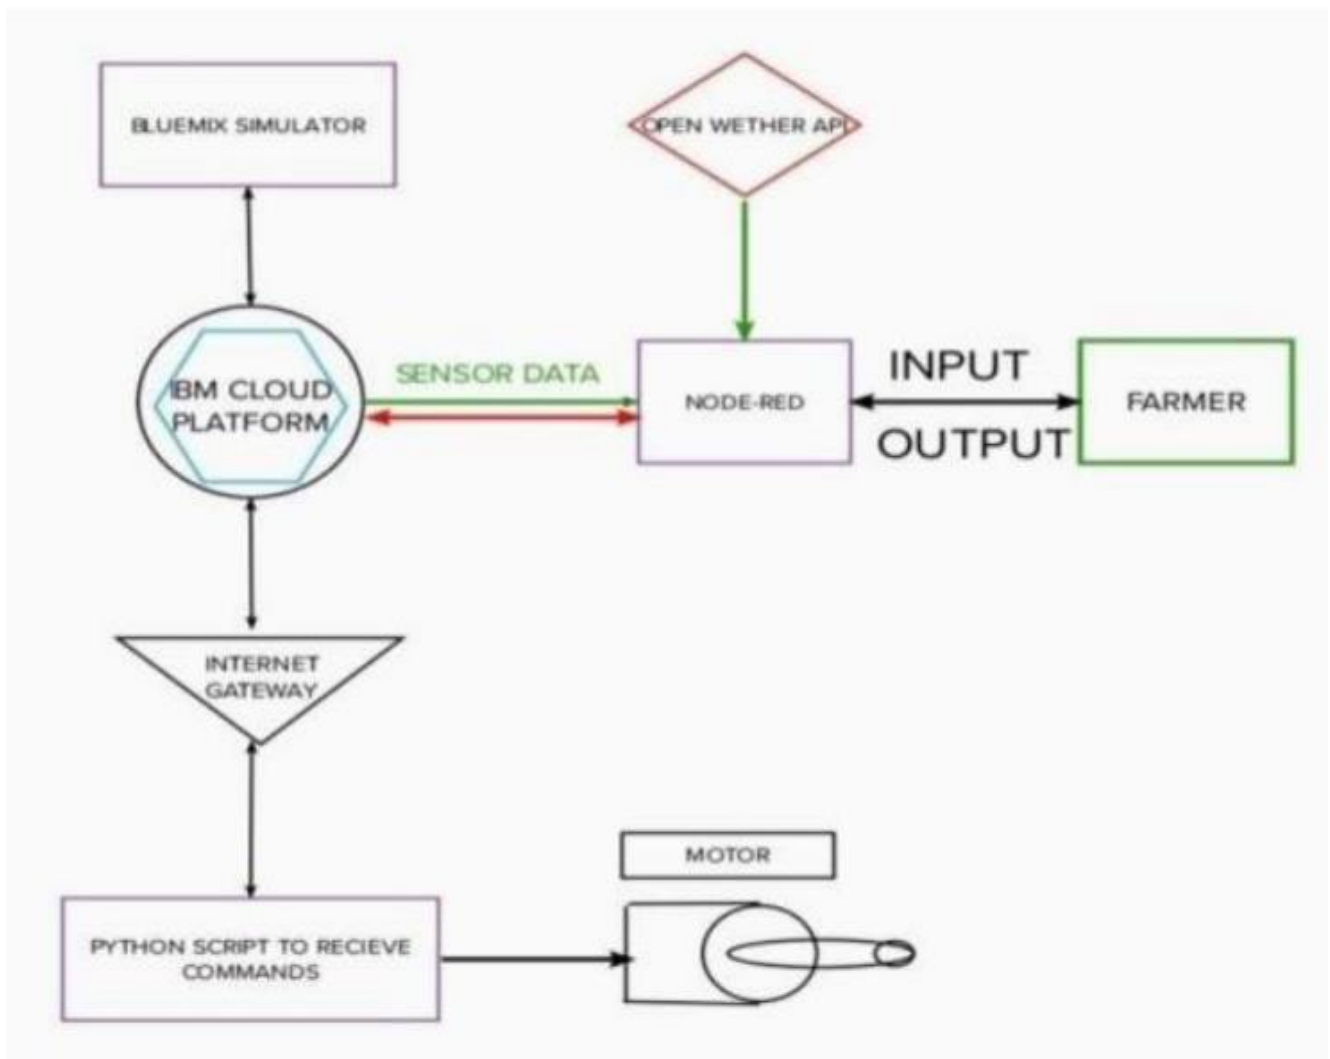 BLUEMIX SIMULATOR
OPEN WETHER API
IBM CLOUD
PLATFORM
SENSOR DATA
NODE-RED
INPUT
OUTPUT
FARMER
INTERNET
GATEWAY
MOTOR
PYTHON SCRIPT TO RECIEVE
COMMANDS